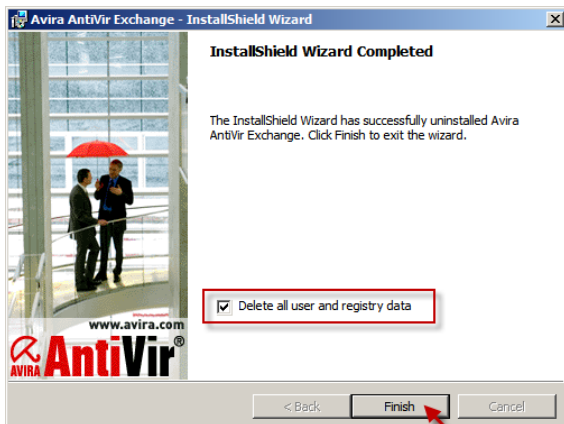 Avira AntiVir Exchange - InstallShield Wizard
InstallShield Wizard Completed
The InstallShield Wizard has successfully uninstalled Avira
AntiVir Exchange. Click Finish to exit the wizard.
Delete all user and registry data
www.avira.com
AVIRA AntiVir®
< Back
Finish
Cancel